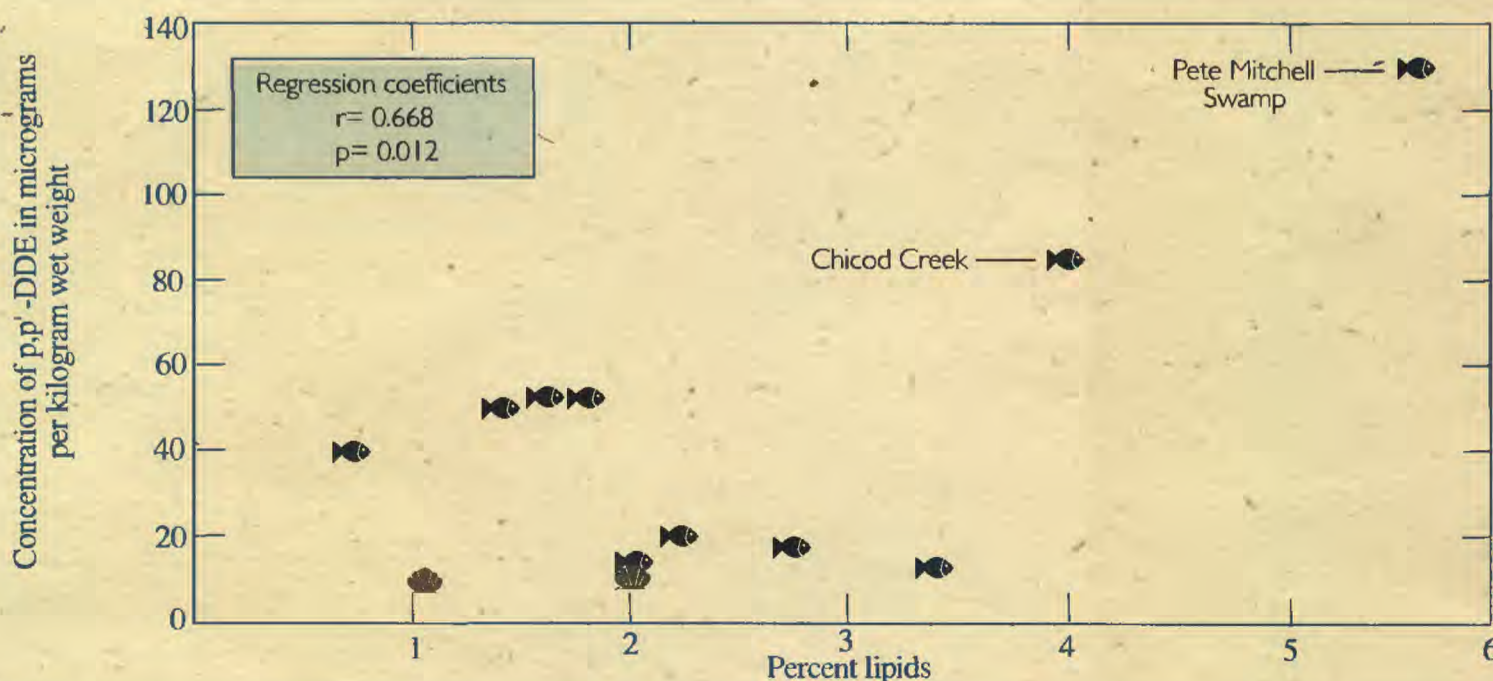 Concentration of p,p' -DDE in micrograms
per kilogram wet weight
140
120
100
80
60
40
20
0
Regression coefficients
r= 0.668
p= 0.012
Pete Mitchell
Swamp
Chicod Creek
1
2
3
4
5
6
Percent lipids